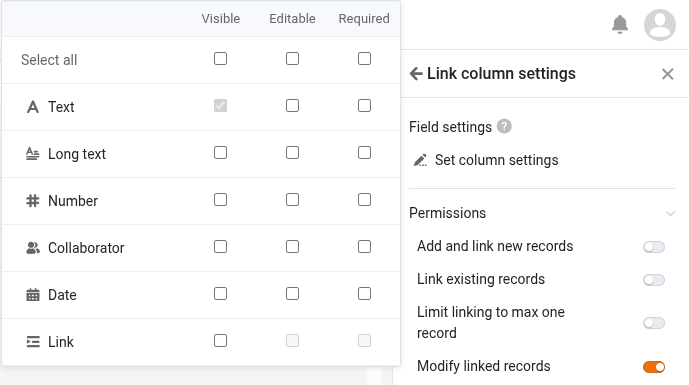 Visible Editable Required
Select all
Text
Long text
Number
Collaborator
Date
Link
Link column settings
Field settings ?
Set column settings
Permissions
Add and link new records
Link existing records
Limit linking to max one
record
Modify linked records